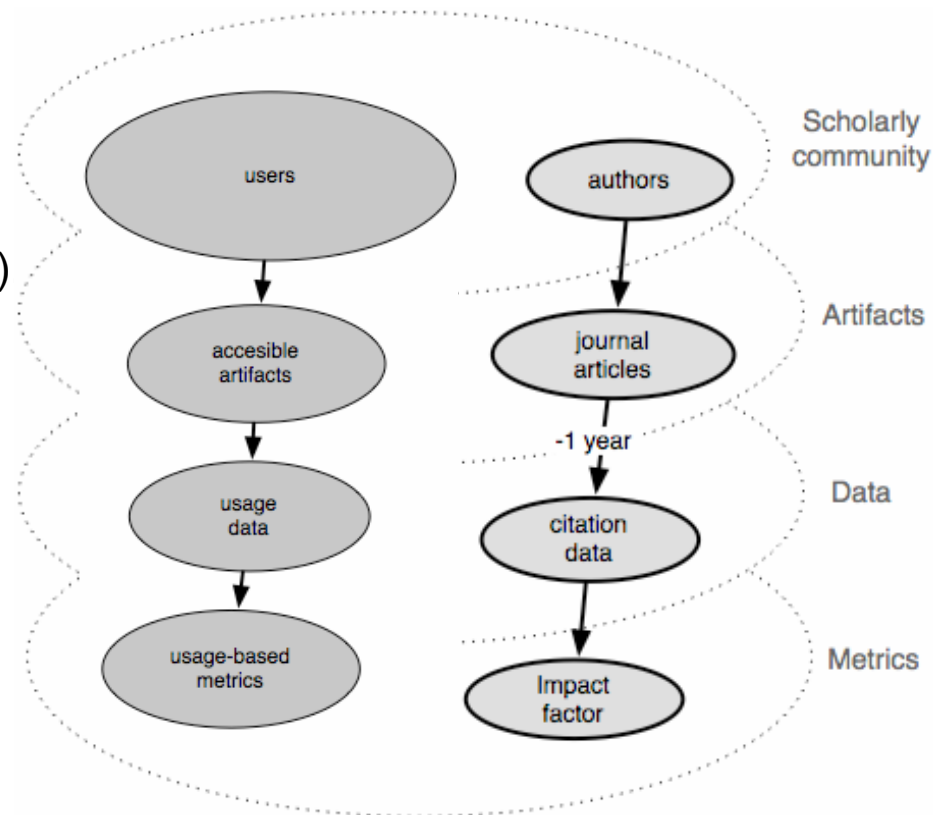 Scholarly
community
users
authors
)
Artifacts
accesible
artifacts
journal
articles
-1 year
Data
usage
data
citation
data
Metrics
usage-based
metrics
Impact
factor